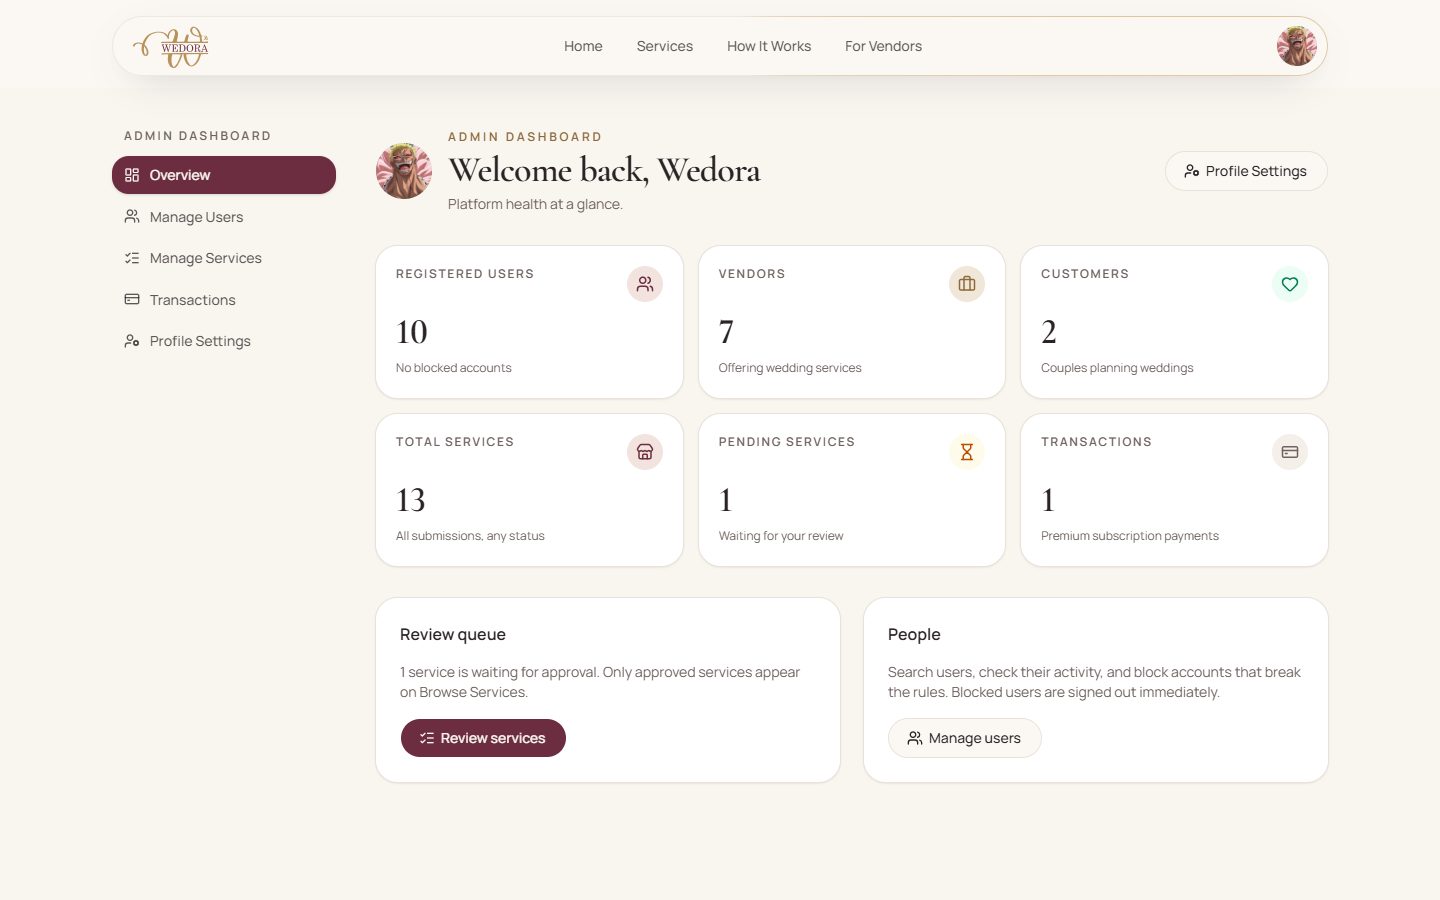 WEDORA
Home Services How It Works For Vendors
ADMIN DASHBOARD
Overview
Manage Users
Manage Services
Transactions
Profile Settings
ADMIN DASHBOARD
Welcome back, Wedora
Platform health at a glance.
Profile Settings
REGISTERED USERS
10
No blocked accounts
VENDORS
7
Offering wedding services
CUSTOMERS
2
Couples planning weddings
TOTAL SERVICES
13
All submissions, any status
PENDING SERVICES
1
Waiting for your review
TRANSACTIONS
1
Premium subscription payments
Review queue
1 service is waiting for approval. Only approved services appear
on Browse Services.
Review services
People
Search users, check their activity, and block accounts that break
the rules. Blocked users are signed out immediately.
Manage users